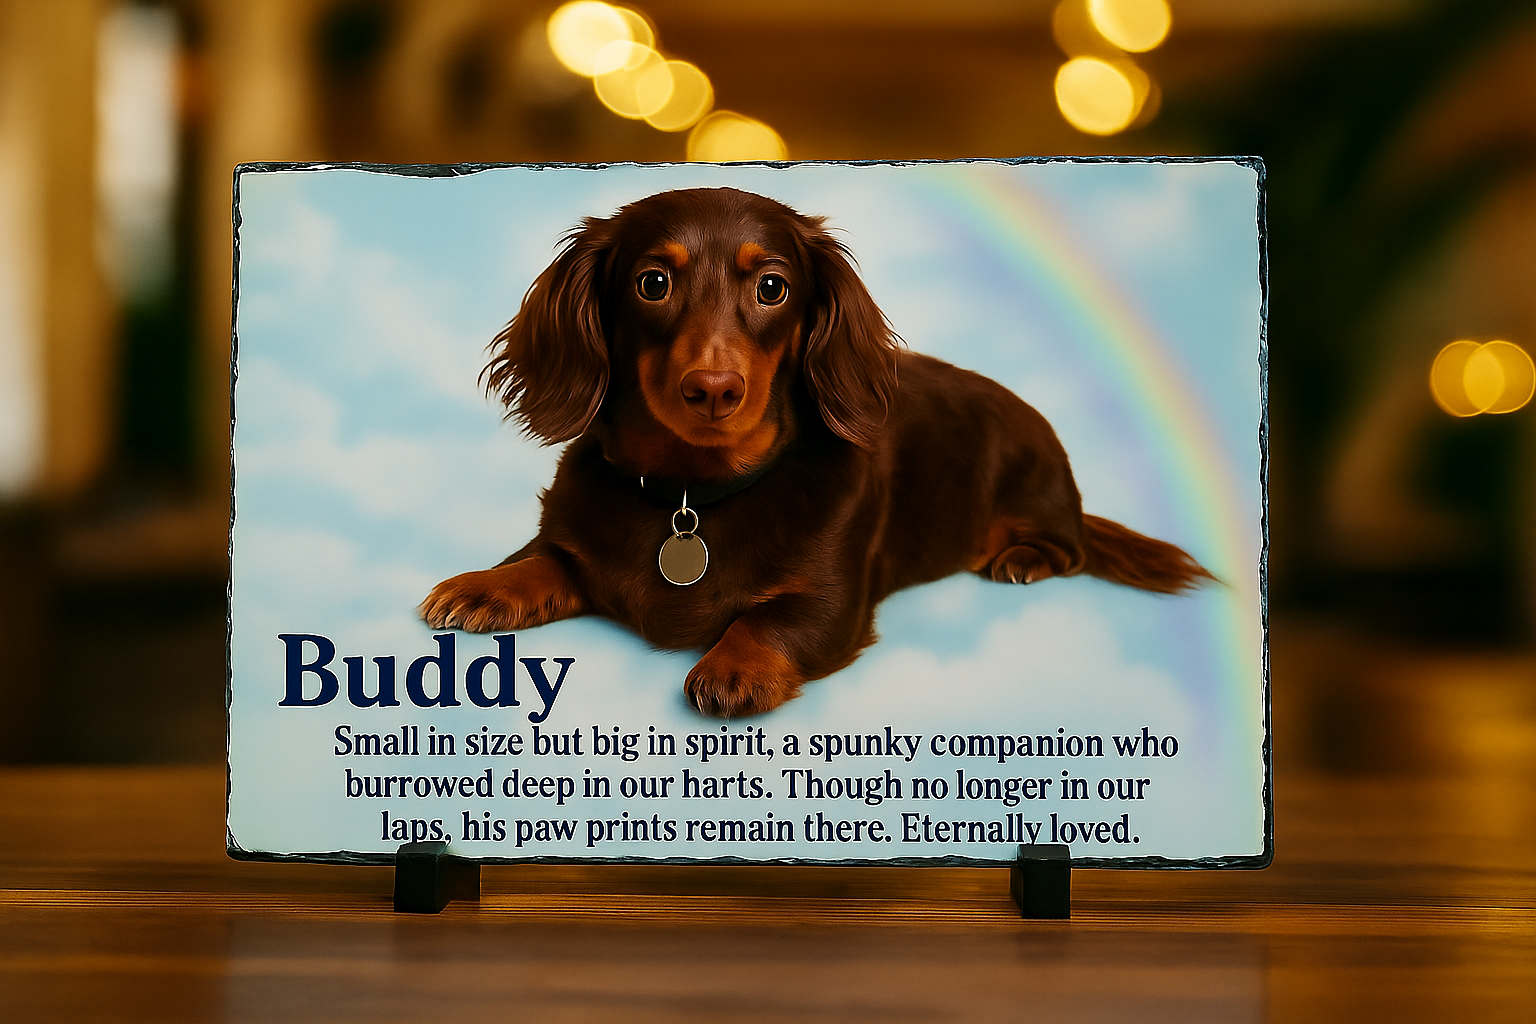 Buddy
Small in size but big in spirit, a spunky companion who
burrowed deep in our harts. Though no longer in our
laps, his paw prints remain there. Eternally loved.